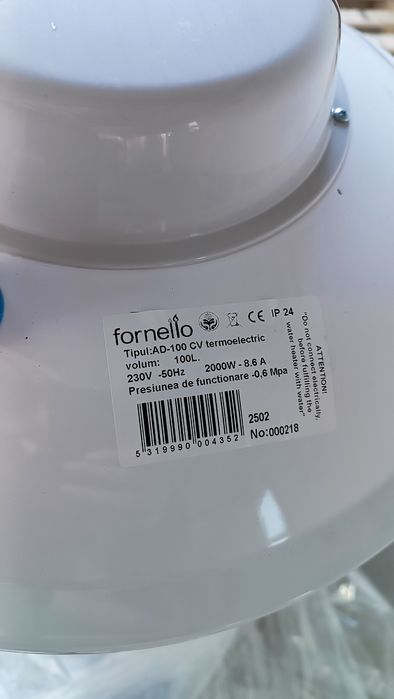 fornello CE IP 24
Tipul:AD-100 CV termoelectric
volum: 100L.
230V -50Hz 2000W - 8.6 A
Presiunea de functionare -0,6 Mpa
5 319990 004352
2502
No:000218
ATTENTION!
"Do not connect electrically,
before fulfilling the
water heater with water"